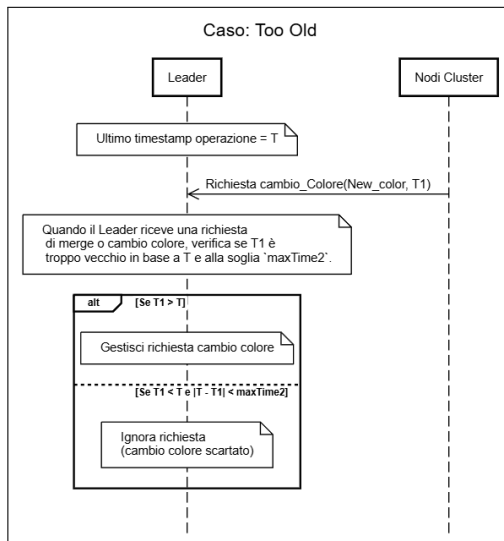 Caso: Too Old
Leader
Nodi Cluster
Ultimo timestamp operazione = T
Richiesta cambio_Colore(New_color, T1)
Quando il Leader riceve una richiesta
di merge o cambio colore, verifica se T1 è
troppo vecchio in base a T e alla soglia `maxTime2`.
alt
[Se T1 > T]
Gestisci richiesta cambio colore
[Se T1 < T e |T - T1| < maxTime2]
Ignora richiesta
(cambio colore scartato)